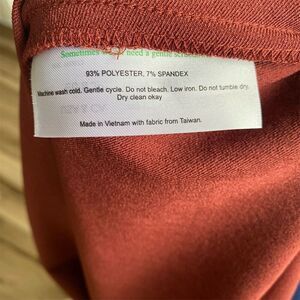 Sometimes need a gentle
93% POLYESTER, 7% SPANDEX
Machine wash cold. Gentle cycle. Do not bleach. Low iron. Do not tumble dry.
Dry clean okay
Made in Vietnam with fabric from Taiwan.